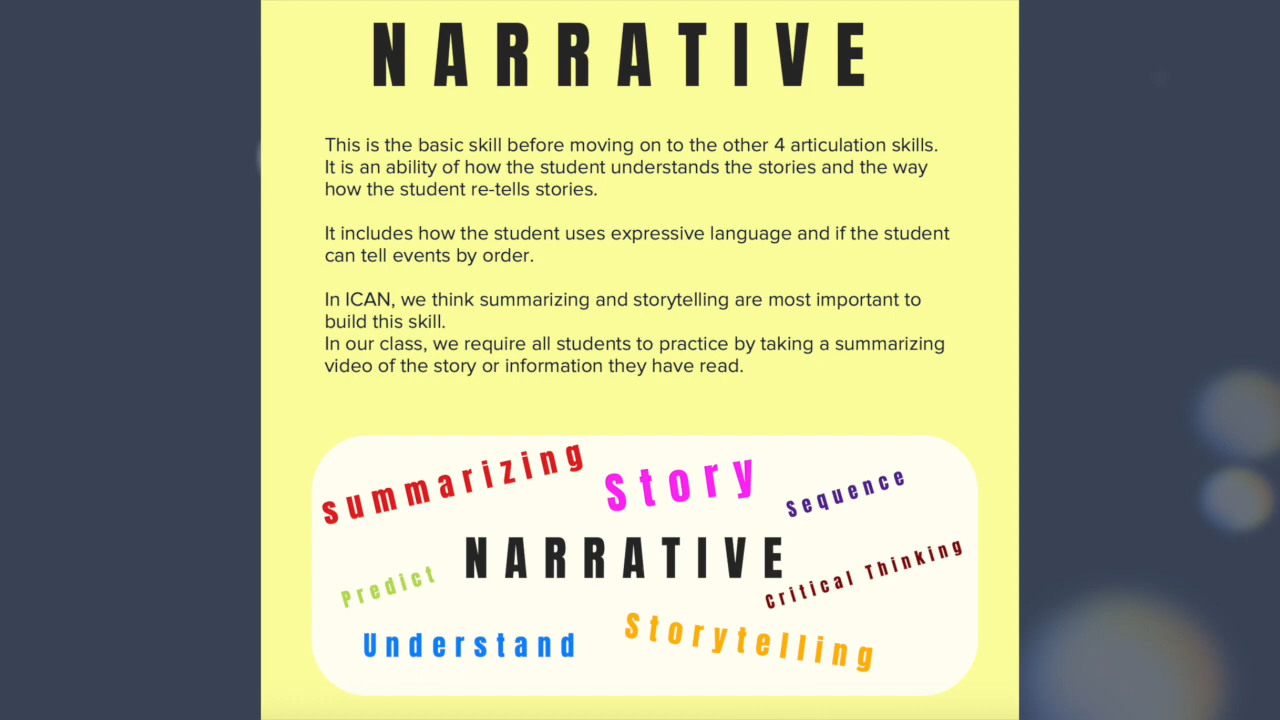 NARRATIVE
This is the basic skill before moving on to the other 4 articulation skills.
It is an ability of how the student understands the stories and the way
how the student re-tells stories.
It includes how the student uses expressive language and if the student
can tell events by order.
In ICAN, we think summarizing and storytelling are most important to
build this skill.
In our class, we require all students to practice by taking a summarizing
video of the story or information they have read.
summarizing
Story
Sequence
NARRATIVE
Predict
Critical Thinking
Understand
Storytelling